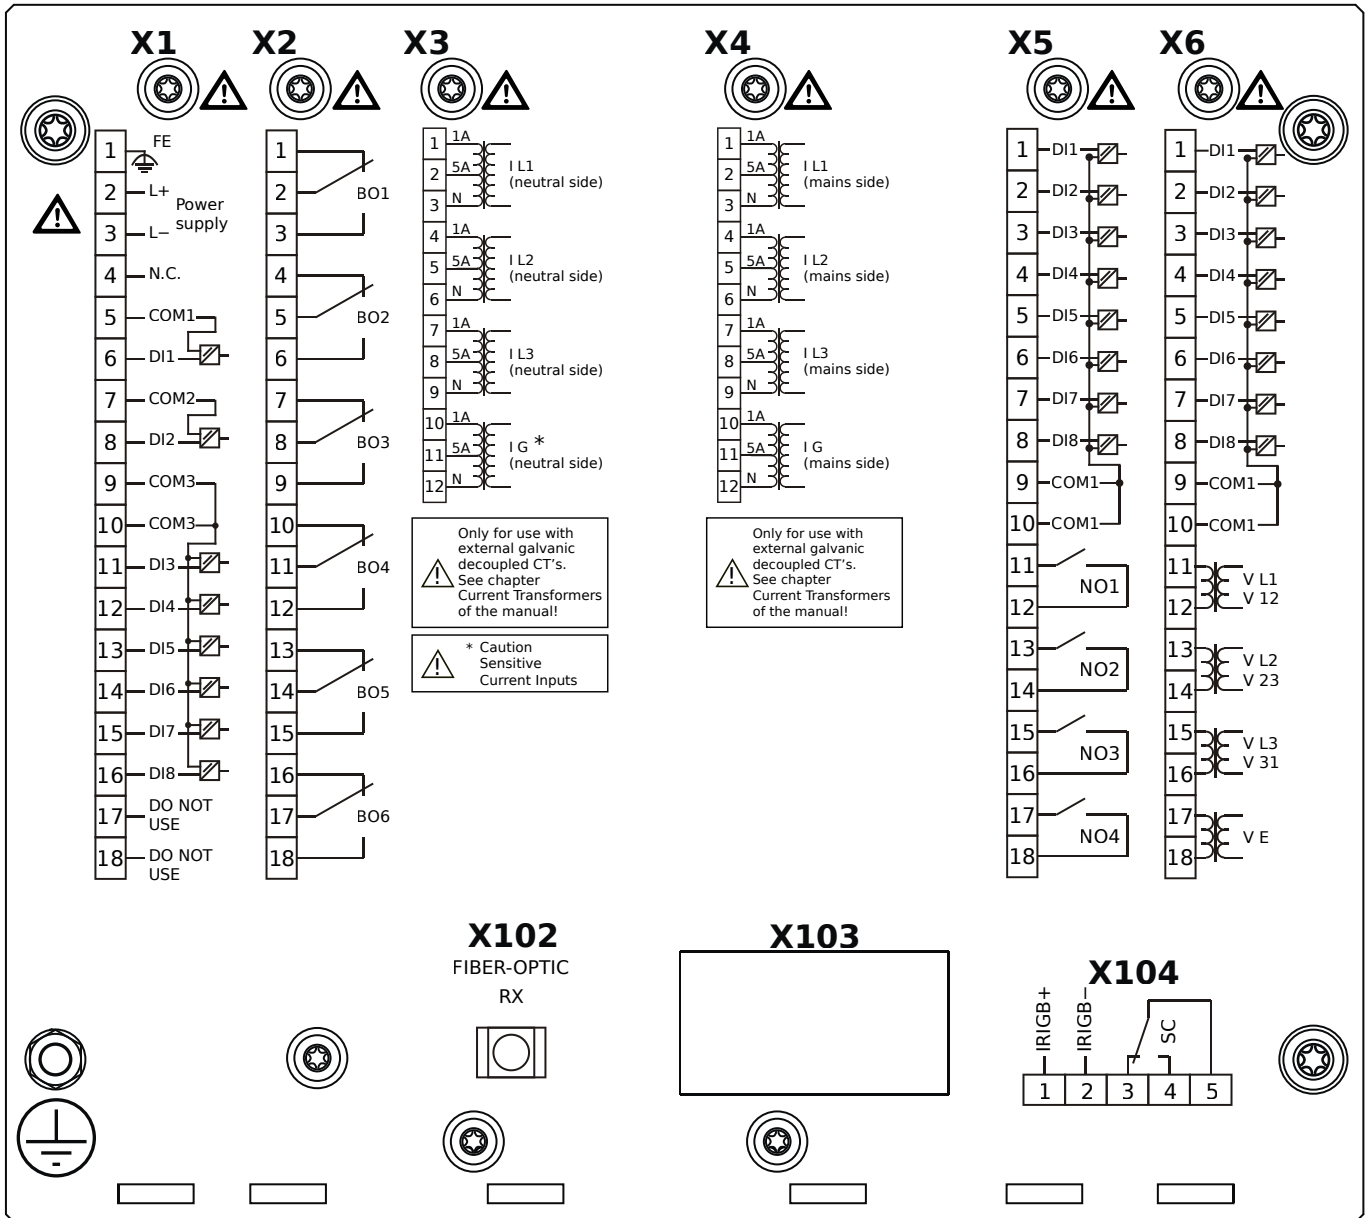 X1
X2
X3
X4
X5
X6
1
FE
2
L+
Power
supply
3
L−
4
N.C.
5
COM1
6
DI1
7
COM2
8
DI2
9
COM3
10
COM3
11
DI3
12
DI4
13
DI5
14
DI6
15
DI7
16
DI8
17
DO NOT
USE
18
DO NOT
USE
1
2
BO1
3
4
5
BO2
6
7
8
BO3
9
10
11
BO4
12
13
14
BO5
15
16
17
BO6
18
1
1A
2
5A
3
N
I L1
(neutral side)
4
1A
5
5A
6
N
I L2
(neutral side)
7
1A
8
5A
9
N
I L3
(neutral side)
10
1A
11
5A
12
N
I G *
(neutral side)
Only for use with
external galvanic
decoupled CT’s.
See chapter
Current Transformers
of the manual!
* Caution
Sensitive
Current Inputs
1
1A
2
5A
3
N
I L1
(mains side)
4
1A
5
5A
6
N
I L2
(mains side)
7
1A
8
5A
9
N
I L3
(mains side)
10
1A
11
5A
12
N
I G
(mains side)
Only for use with
external galvanic
decoupled CT’s.
See chapter
Current Transformers
of the manual!
1
DI1
2
DI2
3
DI3
4
DI4
5
DI5
6
DI6
7
DI7
8
DI8
9
COM1
10
COM1
11
12
NO1
13
14
NO2
15
16
NO3
17
18
NO4
1
DI1
2
DI2
3
DI3
4
DI4
5
DI5
6
DI6
7
DI7
8
DI8
9
COM1
10
COM1
11
12
V L1
V 12
13
14
V L2
V 23
15
16
V L3
V 31
17
18
V E
X102
FIBER-OPTIC
RX
X103
X104
IRIGB+
IRIGB−
SC
1 2 3 4 5